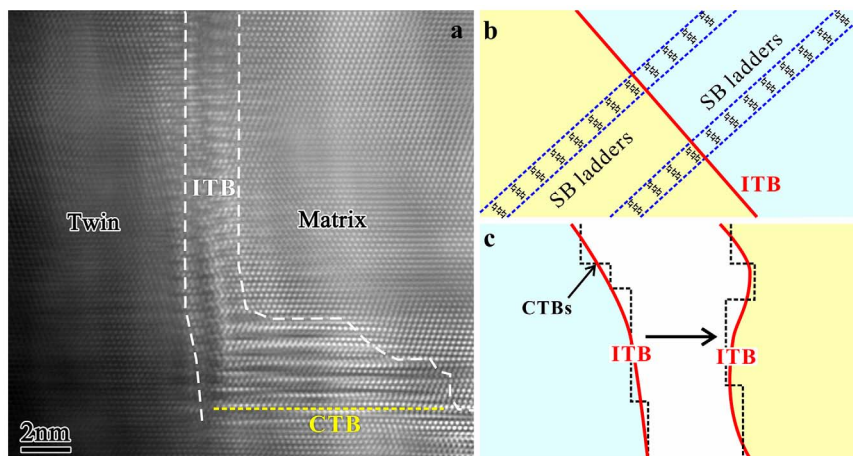 a
ITB
Twin
Matrix
CTB
2nm
b
SB ladders
SB ladders
ITB
c
CTBs
ITB
ITB